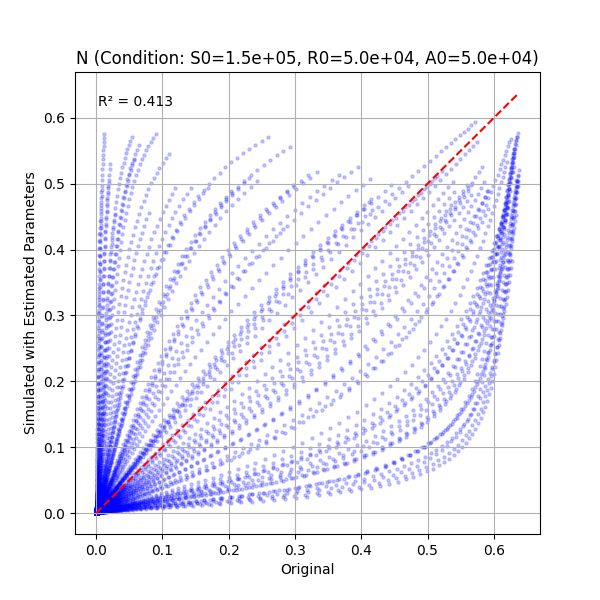 N (Condition: S0=1.5e+05, R0=5.0e+04, A0=5.0e+04)
R² = 0.413
Simulated with Estimated Parameters
0.6
0.5
0.4
0.3
0.2
0.1
0.0
0.0 0.1 0.2 0.3 0.4 0.5 0.6
Original